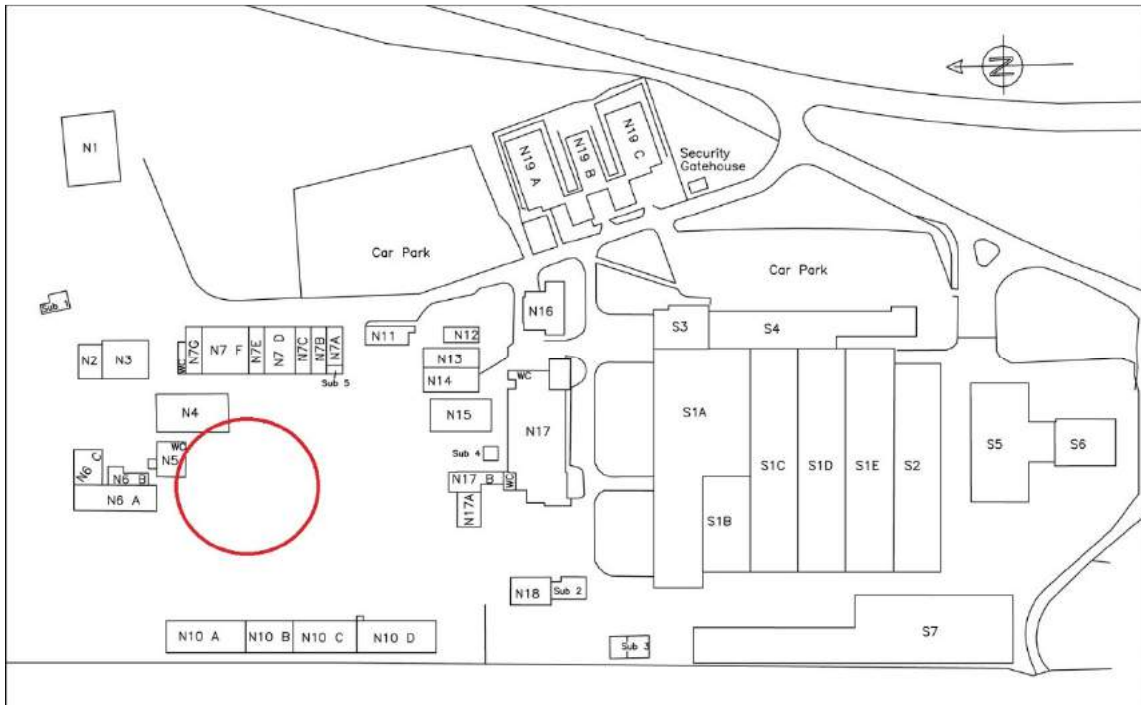 N
N1
N19 A
N19 B
N19 C
Security
Gatehouse
Car Park
Car Park
Sub 1
N16
N11
N12
S3
S4
N2
N3
WC
N7G
N7 F
N7E
N7 D
N7C
N7B
N7A
Sub 5
N13
N14
WC
N4
N15
N17
S1A
S5
S6
WC
N5
Sub 4
S1C
S1D
S1E
S2
N6 C
N6 B
N6 A
N17 B
WC
N17A
S1B
N18
Sub 2
N10 A
N10 B
N10 C
N10 D
Sub 3
S7